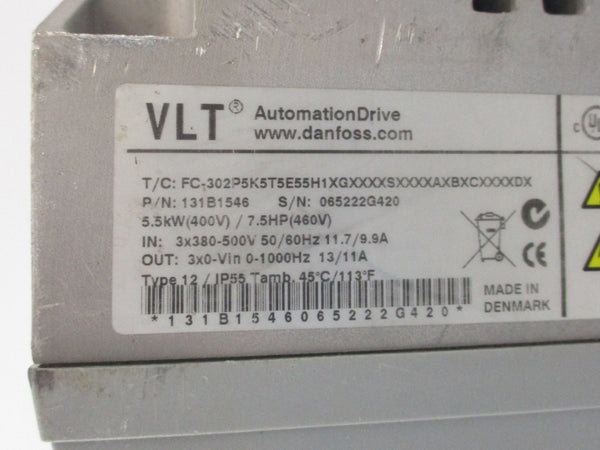 VLT® AutomationDrive
www.danfoss.com
T/C: FC-302P5K5T5E55H1XGXXXXSXXXXAXBXCXXXXDX
P/N: 131B1546 S/N: 065222G420
5.5kW(400V) / 7.5HP(460V)
IN: 3x380-500V 50/60Hz 11.7/9.9A
OUT: 3x0-Vin 0-1000Hz 13/11A
Type 12 / IP55 Tamb. 45°C/113°F
*131B1546065222G420*
CE
MADE IN
DENMARK
c UL